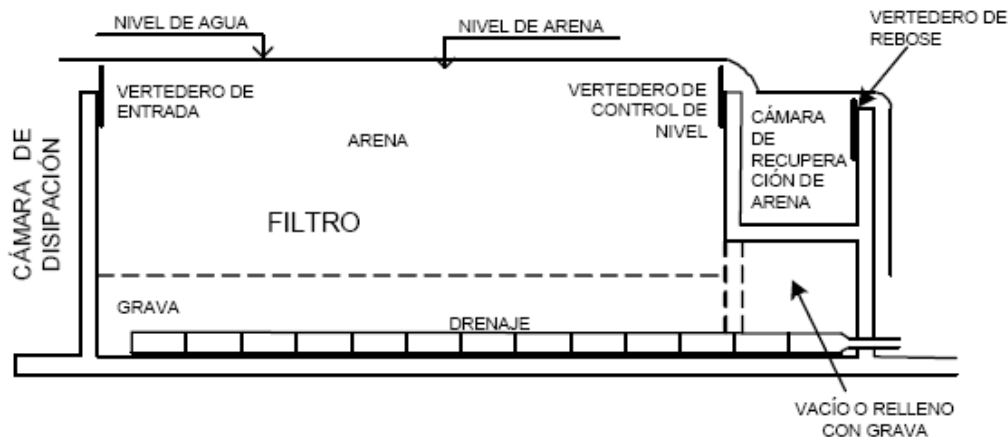 NIVEL DE AGUA
NIVEL DE ARENA
VERTEDERO DE
REBOSE
VERTEDERO DE
ENTRADA
VERTEDERO DE
CONTROL DE
NIVEL
CÁMARA
DE
RECUPERA
CIÓN DE
ARENA
ARENA
CÁMARA DE
DISIPACIÓN
FILTRO
GRAVA
DRENAJE
VACÍO O RELLENO
CON GRAVA